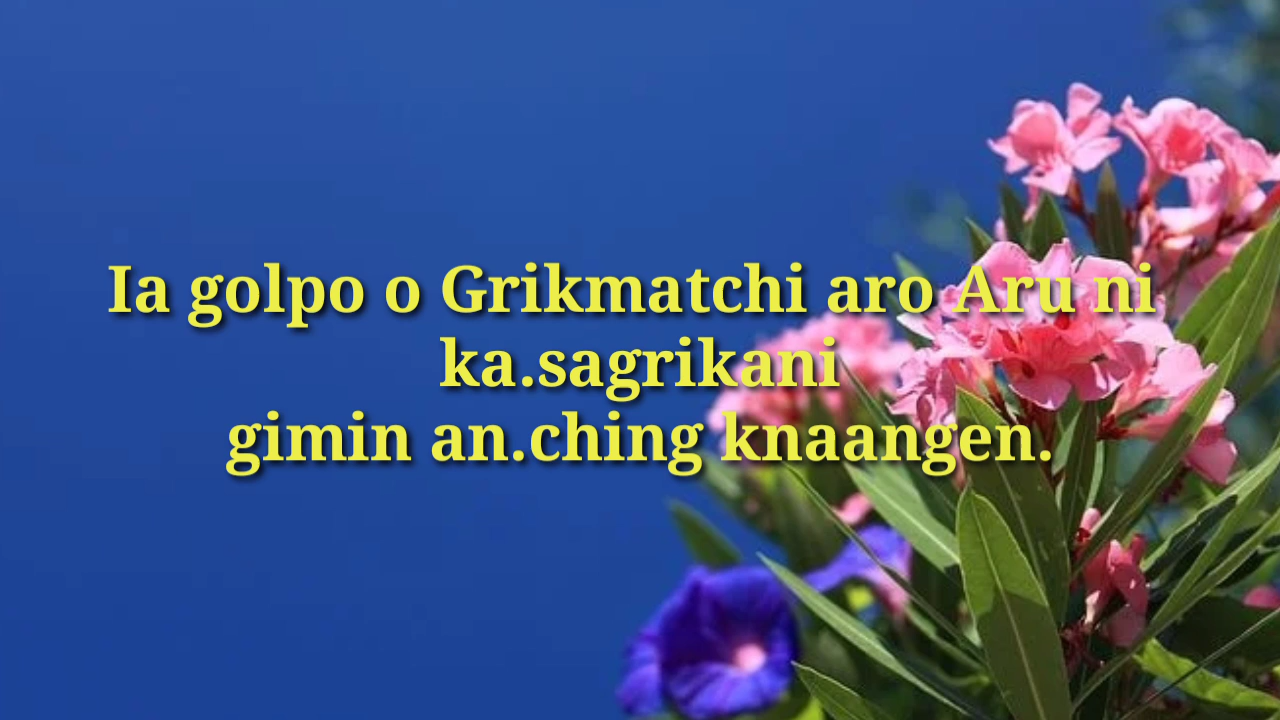 Ia golpo o Grikmatchi aro Aru ni
ka.sagrikani
gimin an.ching knaangen.